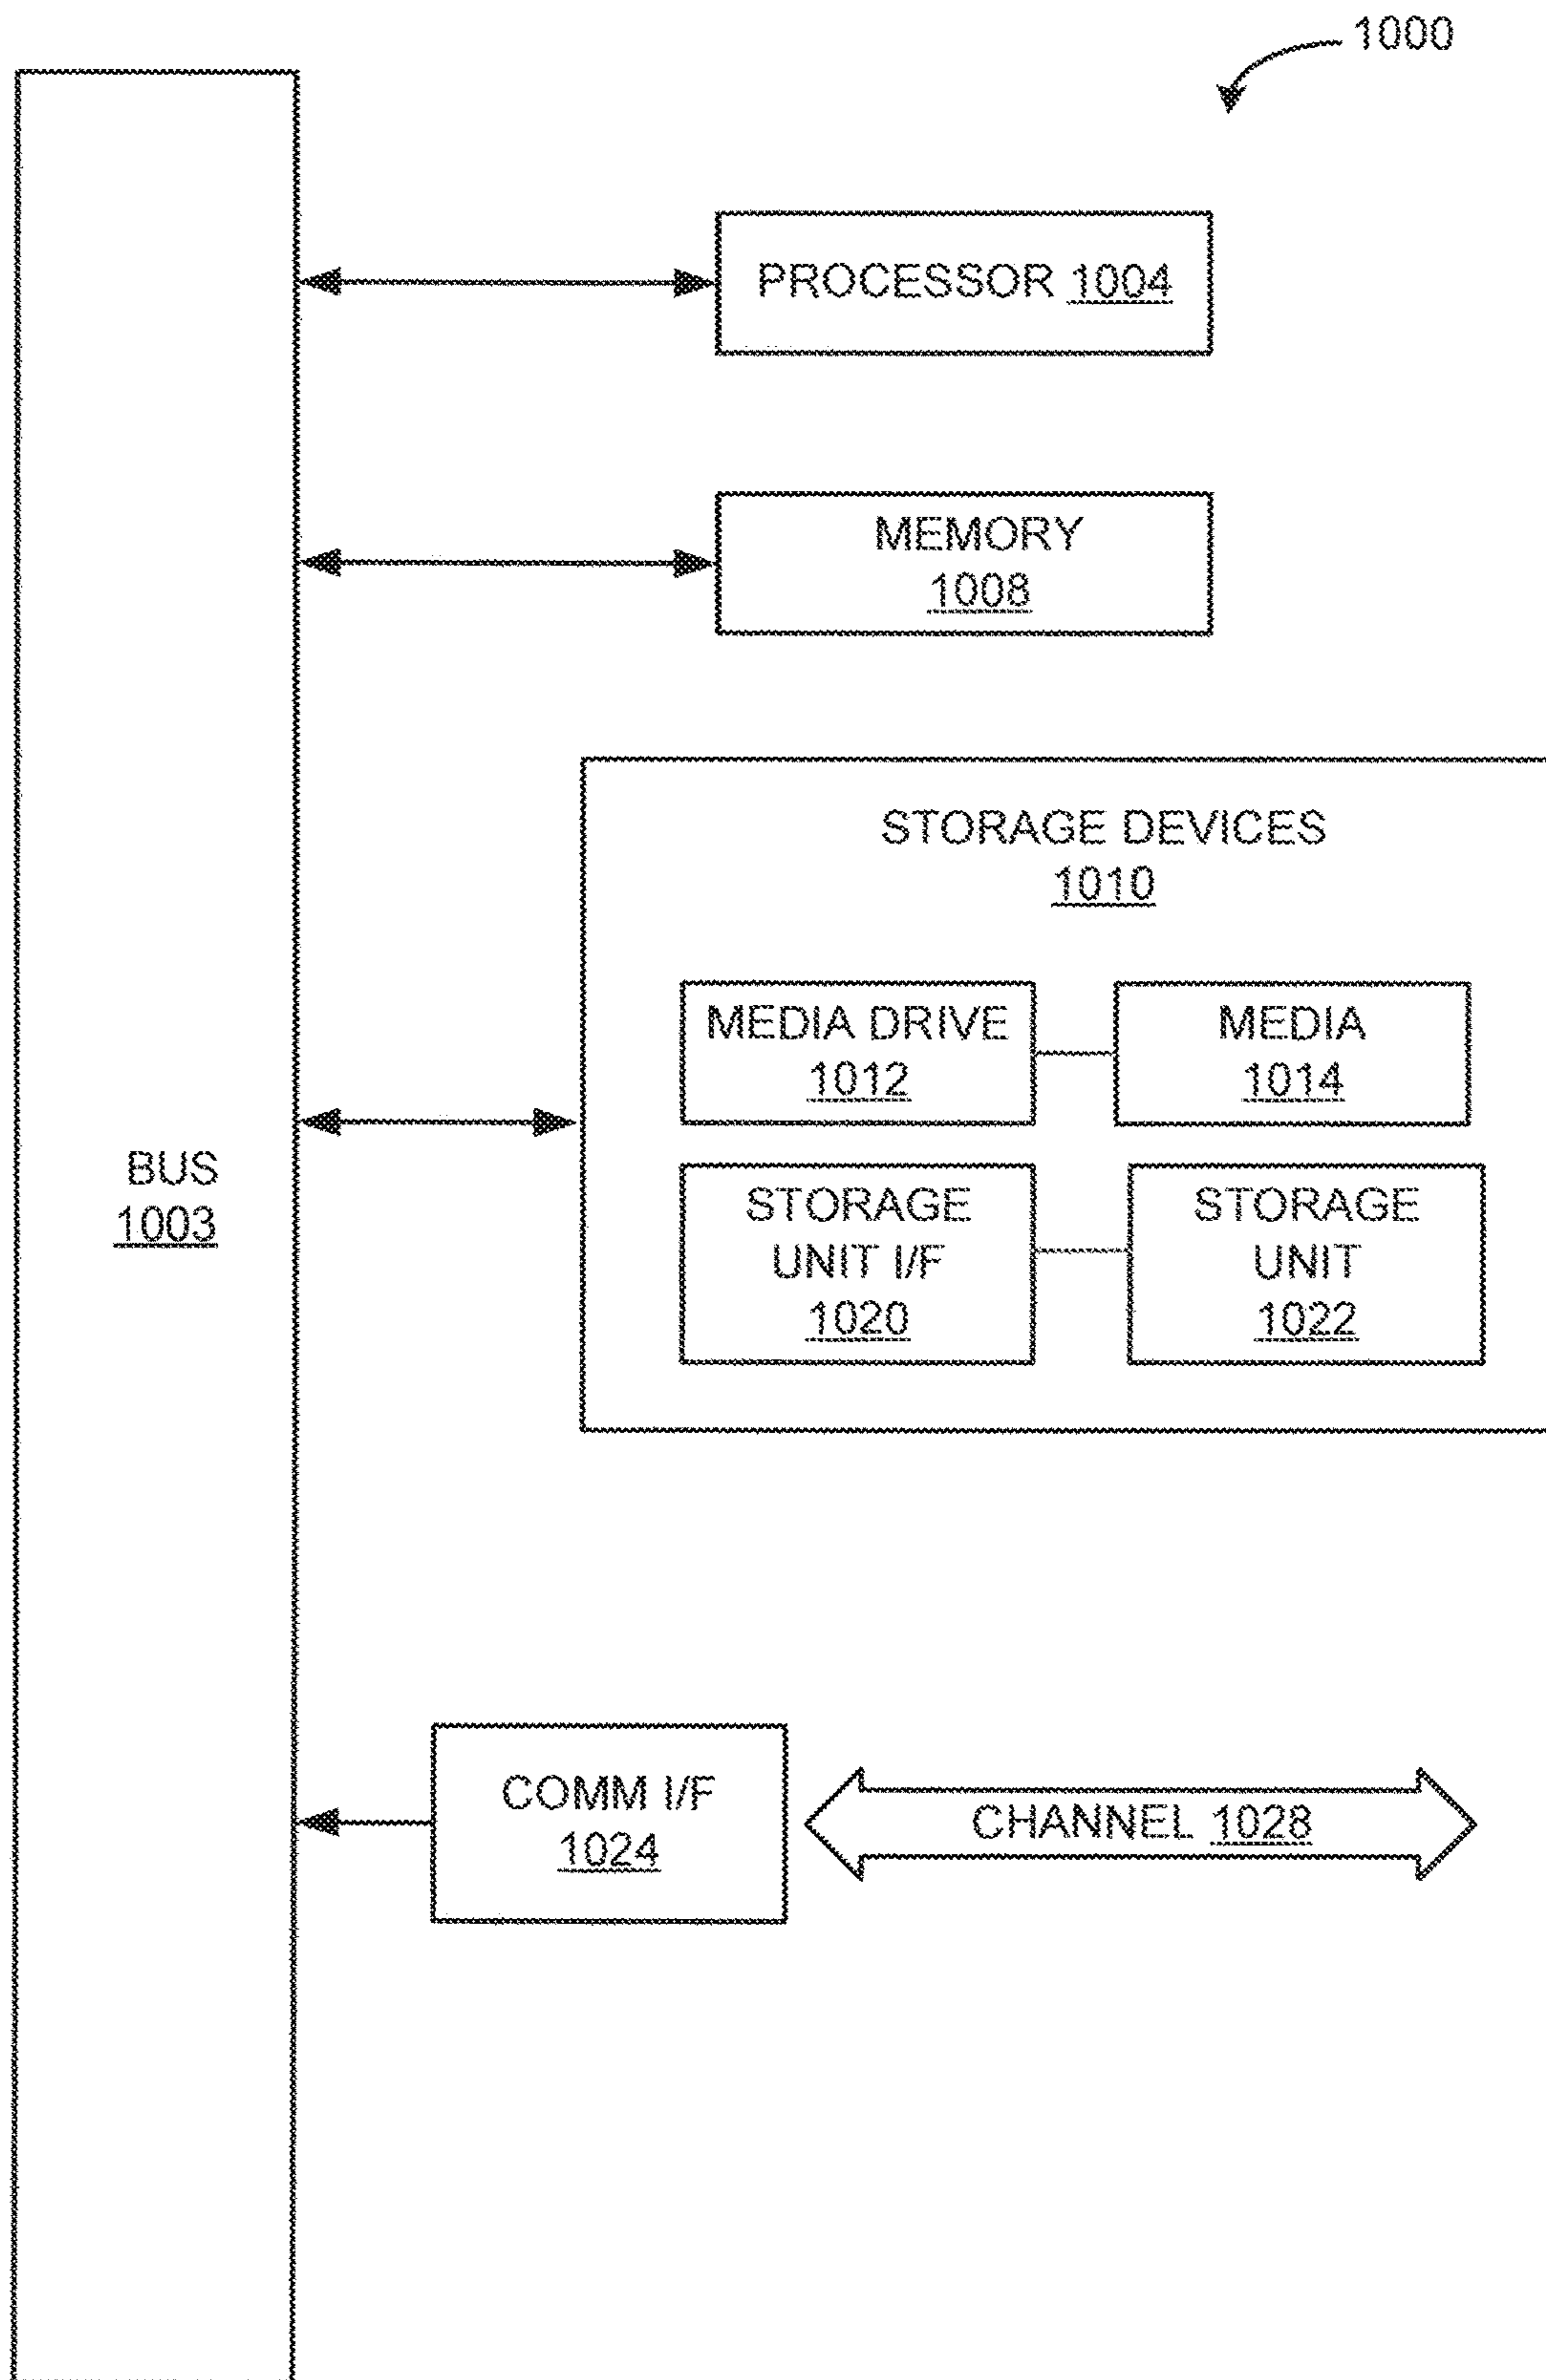 1000
PROCESSOR 1004
MEMORY
1008
STORAGE DEVICES
1010
MEDIA DRIVE
1012
MEDIA
1014
BUS
1003
STORAGE
UNIT I/F
1020
STORAGE
UNIT
1022
COMM I/F
1024
CHANNEL 1028